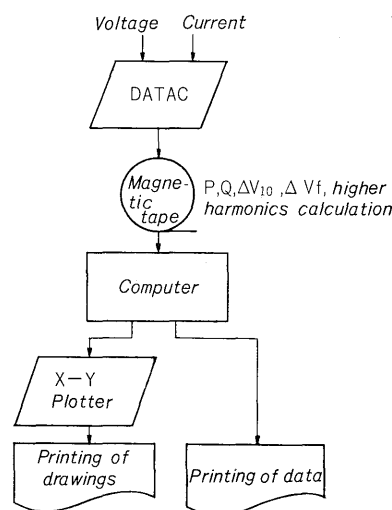 Voltage Current
DATAC
Magne-
tic
tape
P,Q,ΔV10 ,Δ Vf, higher
harmonics calculation
Computer
X-Y
Plotter
Printing of
drawings
Printing of data